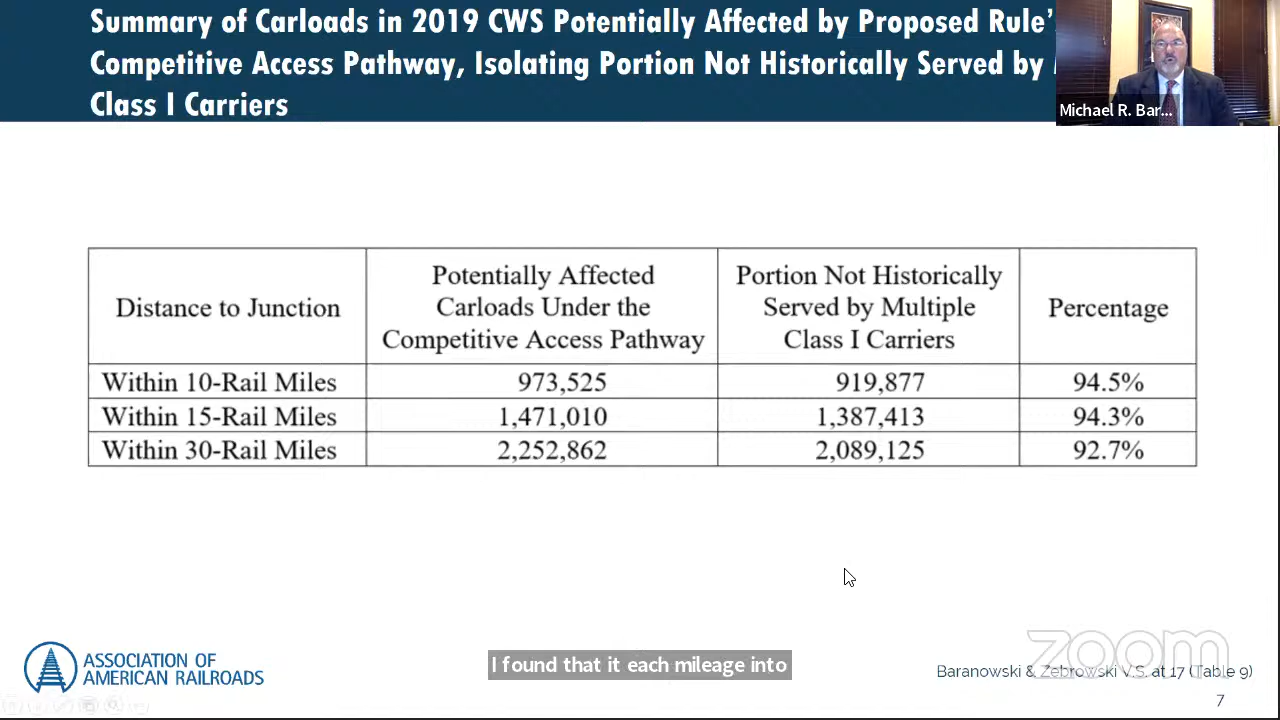 Summary of Carloads in 2019 CWS Potentially Affected by Proposed Rule’
Competitive Access Pathway, Isolating Portion Not Historically Served by
Class I Carriers
Michael R. Bar...
Distance to Junction
Potentially Affected
Carloads Under the
Competitive Access Pathway
Portion Not Historically
Served by Multiple
Class I Carriers
Percentage
Within 10-Rail Miles 973,525 919,877 94.5%
Within 15-Rail Miles 1,471,010 1,387,413 94.3%
Within 30-Rail Miles 2,252,862 2,089,125 92.7%
ASSOCIATION OF
AMERICAN RAILROADS
I found that it each mileage into
zoom
Baranowski & Zebrowski V.S. at 17 (Table 9)
7